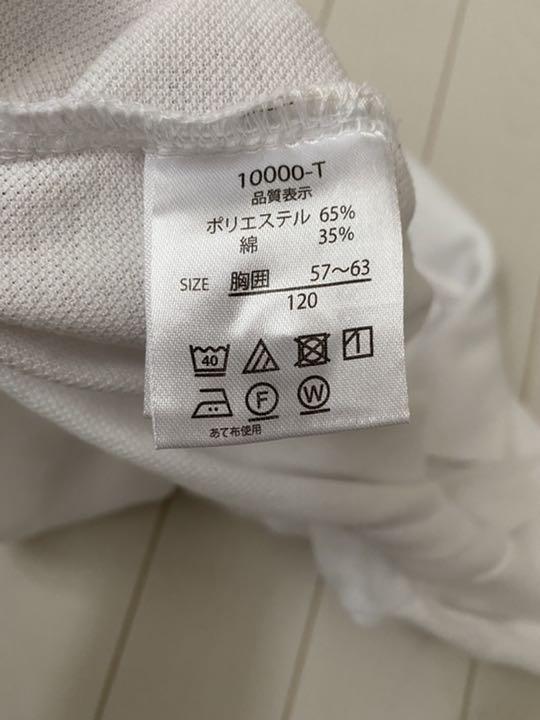 10000-T
品質表示
ポリエステル 65%
綿 35%
SIZE 胸囲 57～63
120
40
F W
あて布使用